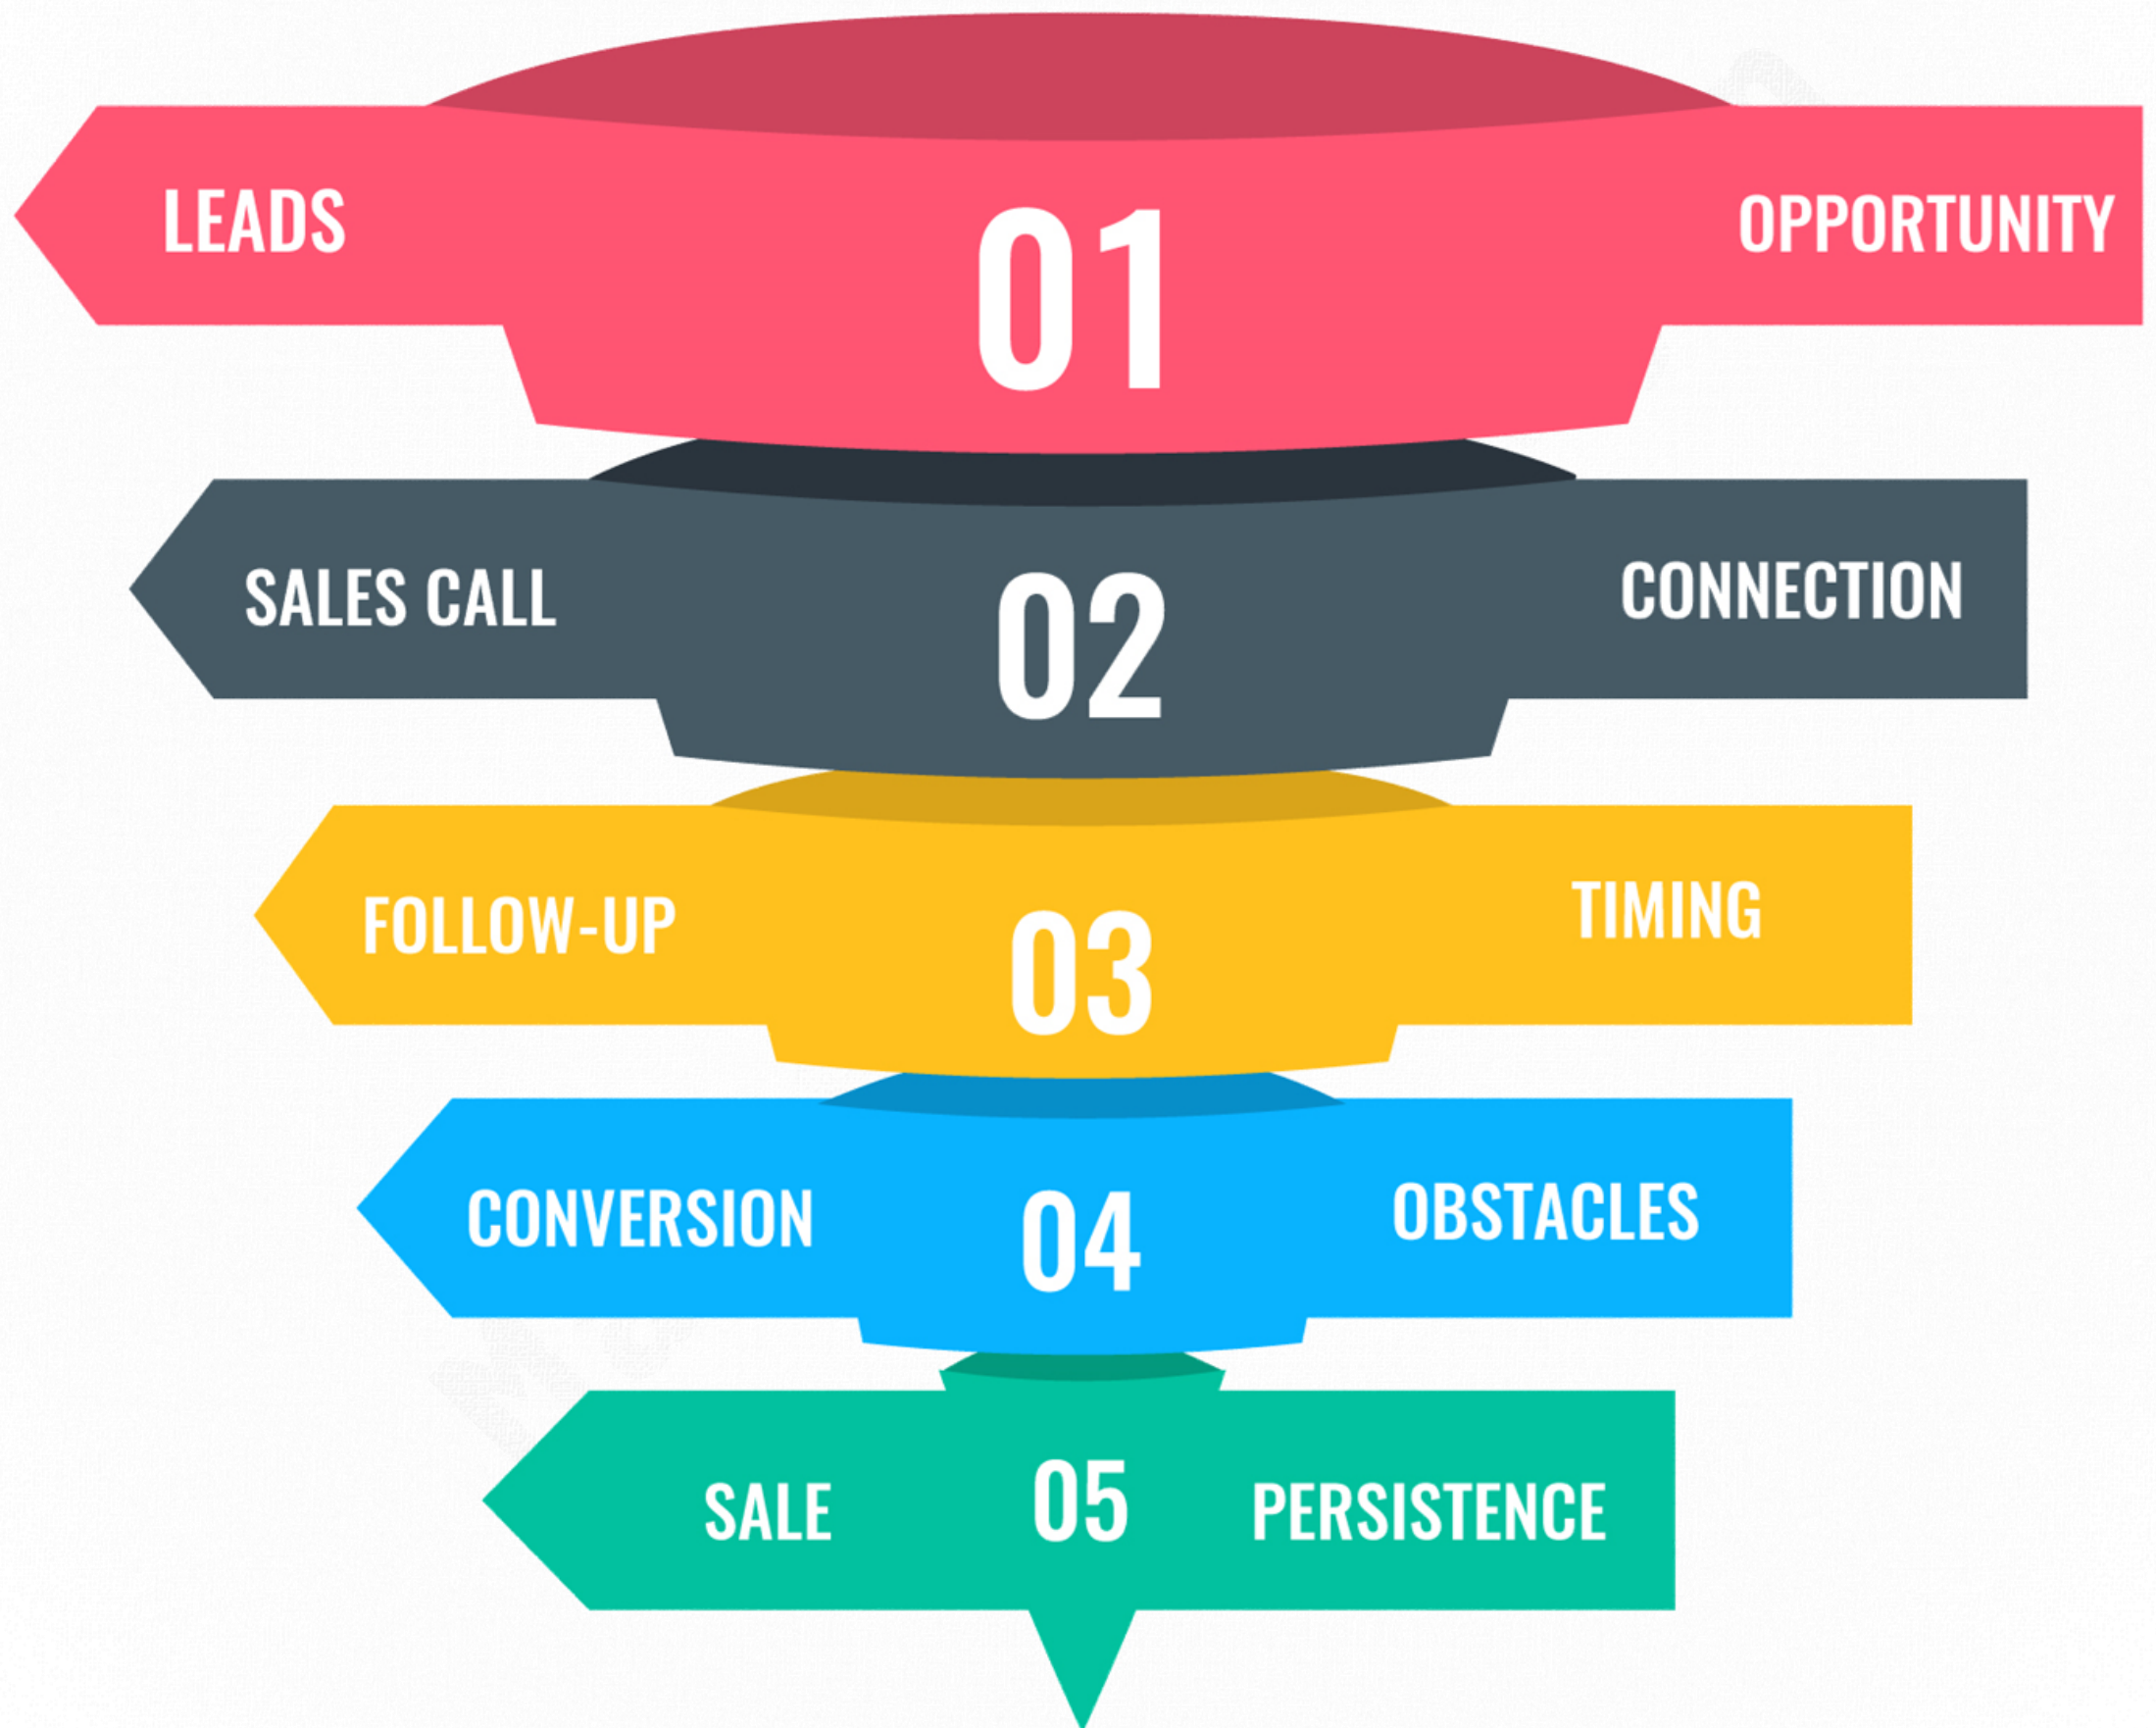 LEADS 01 OPPORTUNITY
SALES CALL 02 CONNECTION
FOLLOW-UP 03 TIMING
CONVERSION 04 OBSTACLES
SALE 05 PERSISTENCE